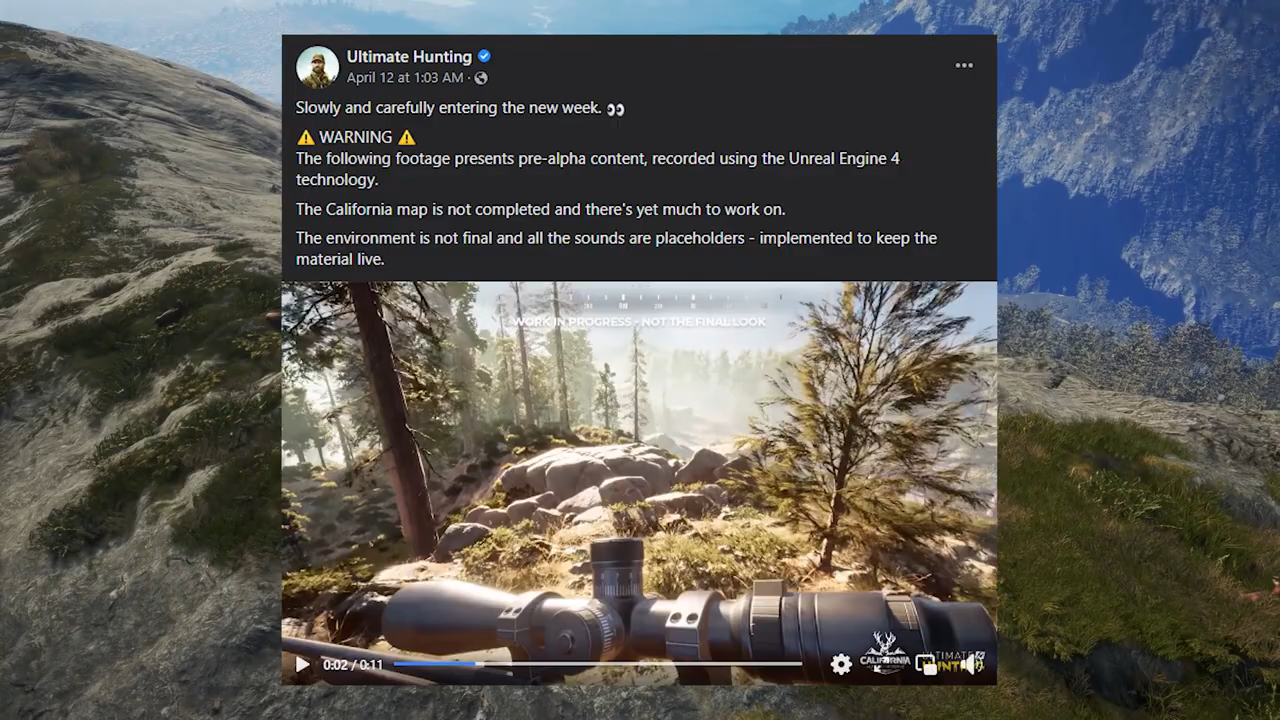 Ultimate Hunting
April 12 at 1:03 AM ·
Slowly and carefully entering the new week. 👀
⚠ WARNING ⚠
The following footage presents pre-alpha content, recorded using the Unreal Engine 4
technology.
The California map is not completed and there's yet much to work on.
The environment is not final and all the sounds are placeholders - implemented to keep the
material live.
WORK IN PROGRESS - NOT THE FINAL LOOK
0:02 / 0:11
CALIFORNIA